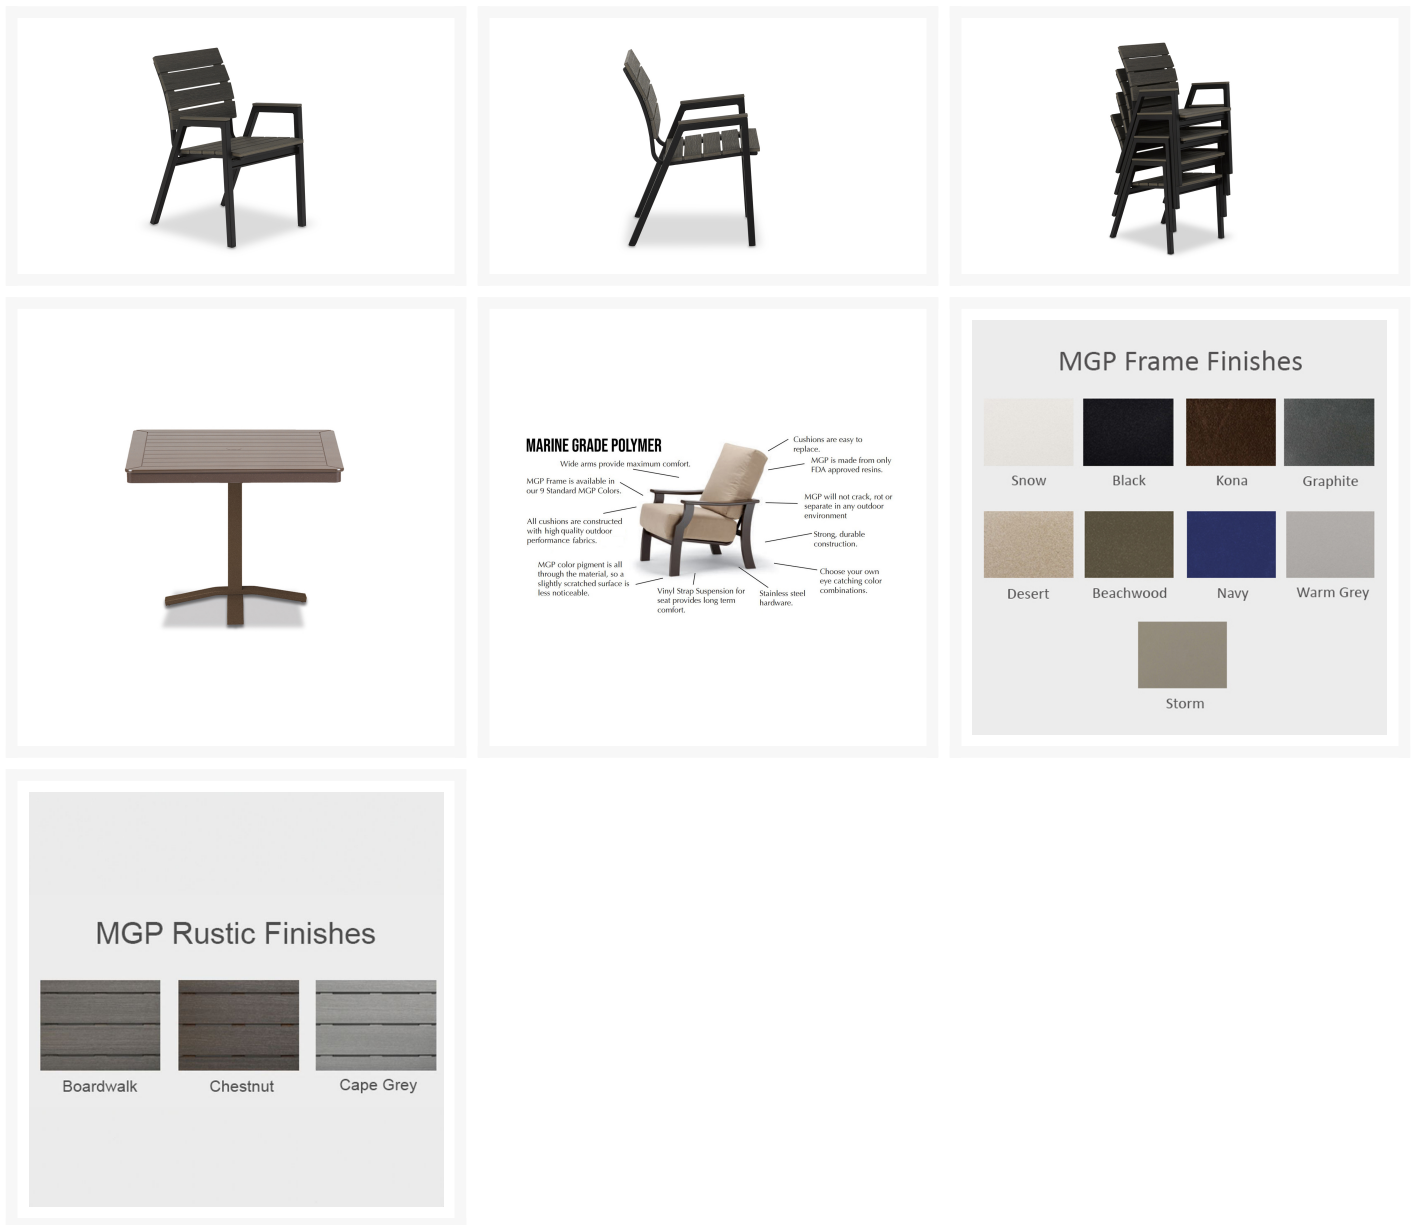 MARINE GRADE POLYMER
Wide arms provide maximum comfort.
MGP Frame is available in
our 9 Standard MGP Colors.
All cushions are constructed
with high quality outdoor
performance fabrics.
MGP color pigment is all
through the material, so a
slightly scratched surface is
less noticeable.
Vinyl Strap Suspension for
seat provides long term
comfort.
Stainless steel
hardware.
Cushions are easy to
replace.
MGP is made from only
FDA approved resins.
MGP will not crack, rot or
separate in any outdoor
environment
Strong, durable
construction.
Choose your own
eye catching color
combinations.
MGP Frame Finishes
Snow
Black
Kona
Graphite
Desert
Beachwood
Navy
Warm Grey
Storm
MGP Rustic Finishes
Boardwalk
Chestnut
Cape Grey